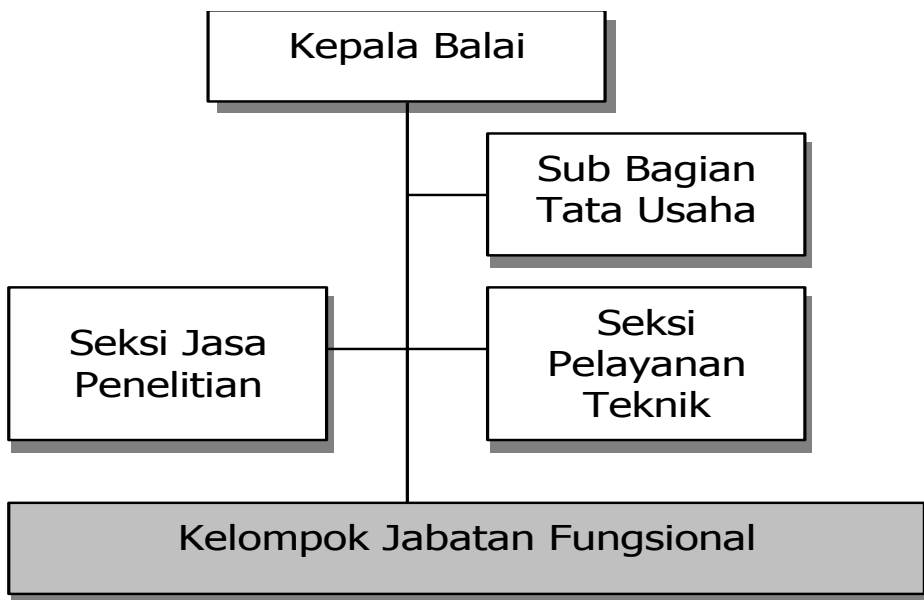 Kepala Balai
Sub Bagian
Tata Usaha
Seksi Jasa
Penelitian
Seksi
Pelayanan
Teknik
Kelompok Jabatan Fungsional